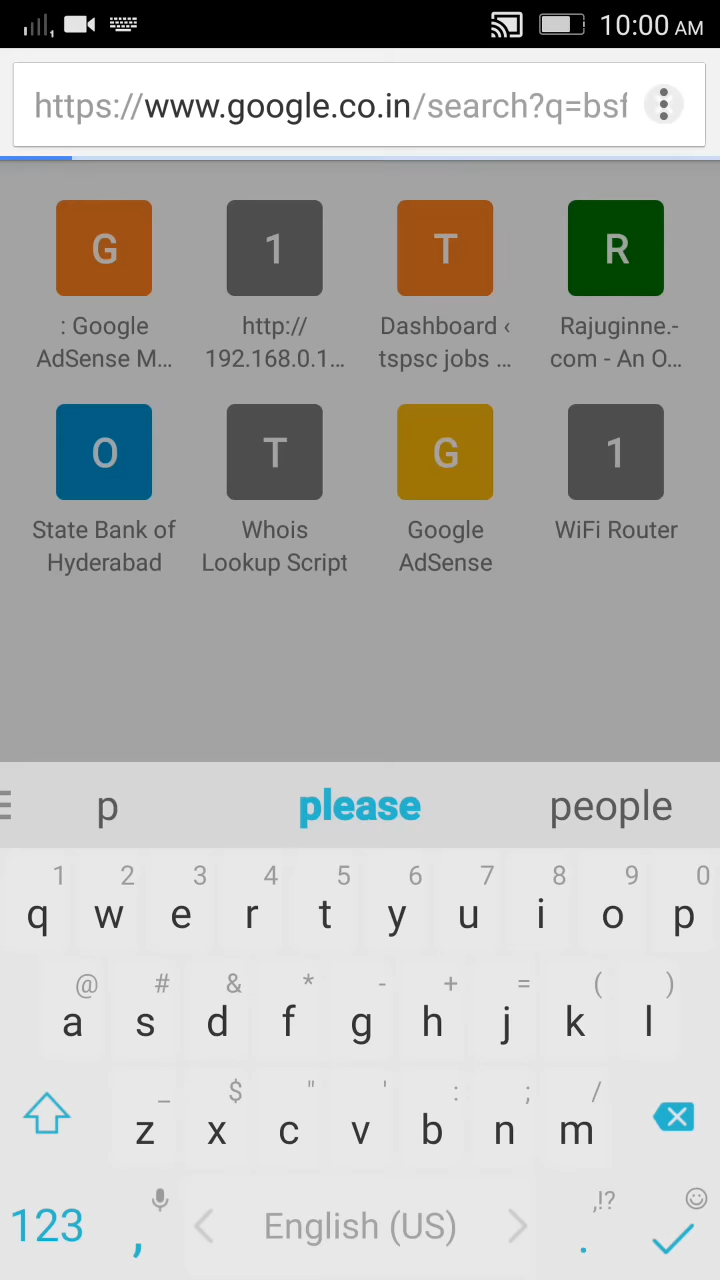 10:00 AM
https://www.google.co.in/search?q=bsf
G 1 T R
: Google http:// Dashboard ‹ Rajuginne.-
AdSense M... 192.168.0.1... tspsc jobs ... com - An O...
O T G 1
State Bank of Whois Google WiFi Router
Hyderabad Lookup Script AdSense
p please people
1 2 3 4 5 6 7 8 9 0
q w e r t y u i o p
@ # & * - + = ( )
a s d f g h j k l
_ $ " ' : ; /
z x c v b n m
,!?
123 , English (US) .